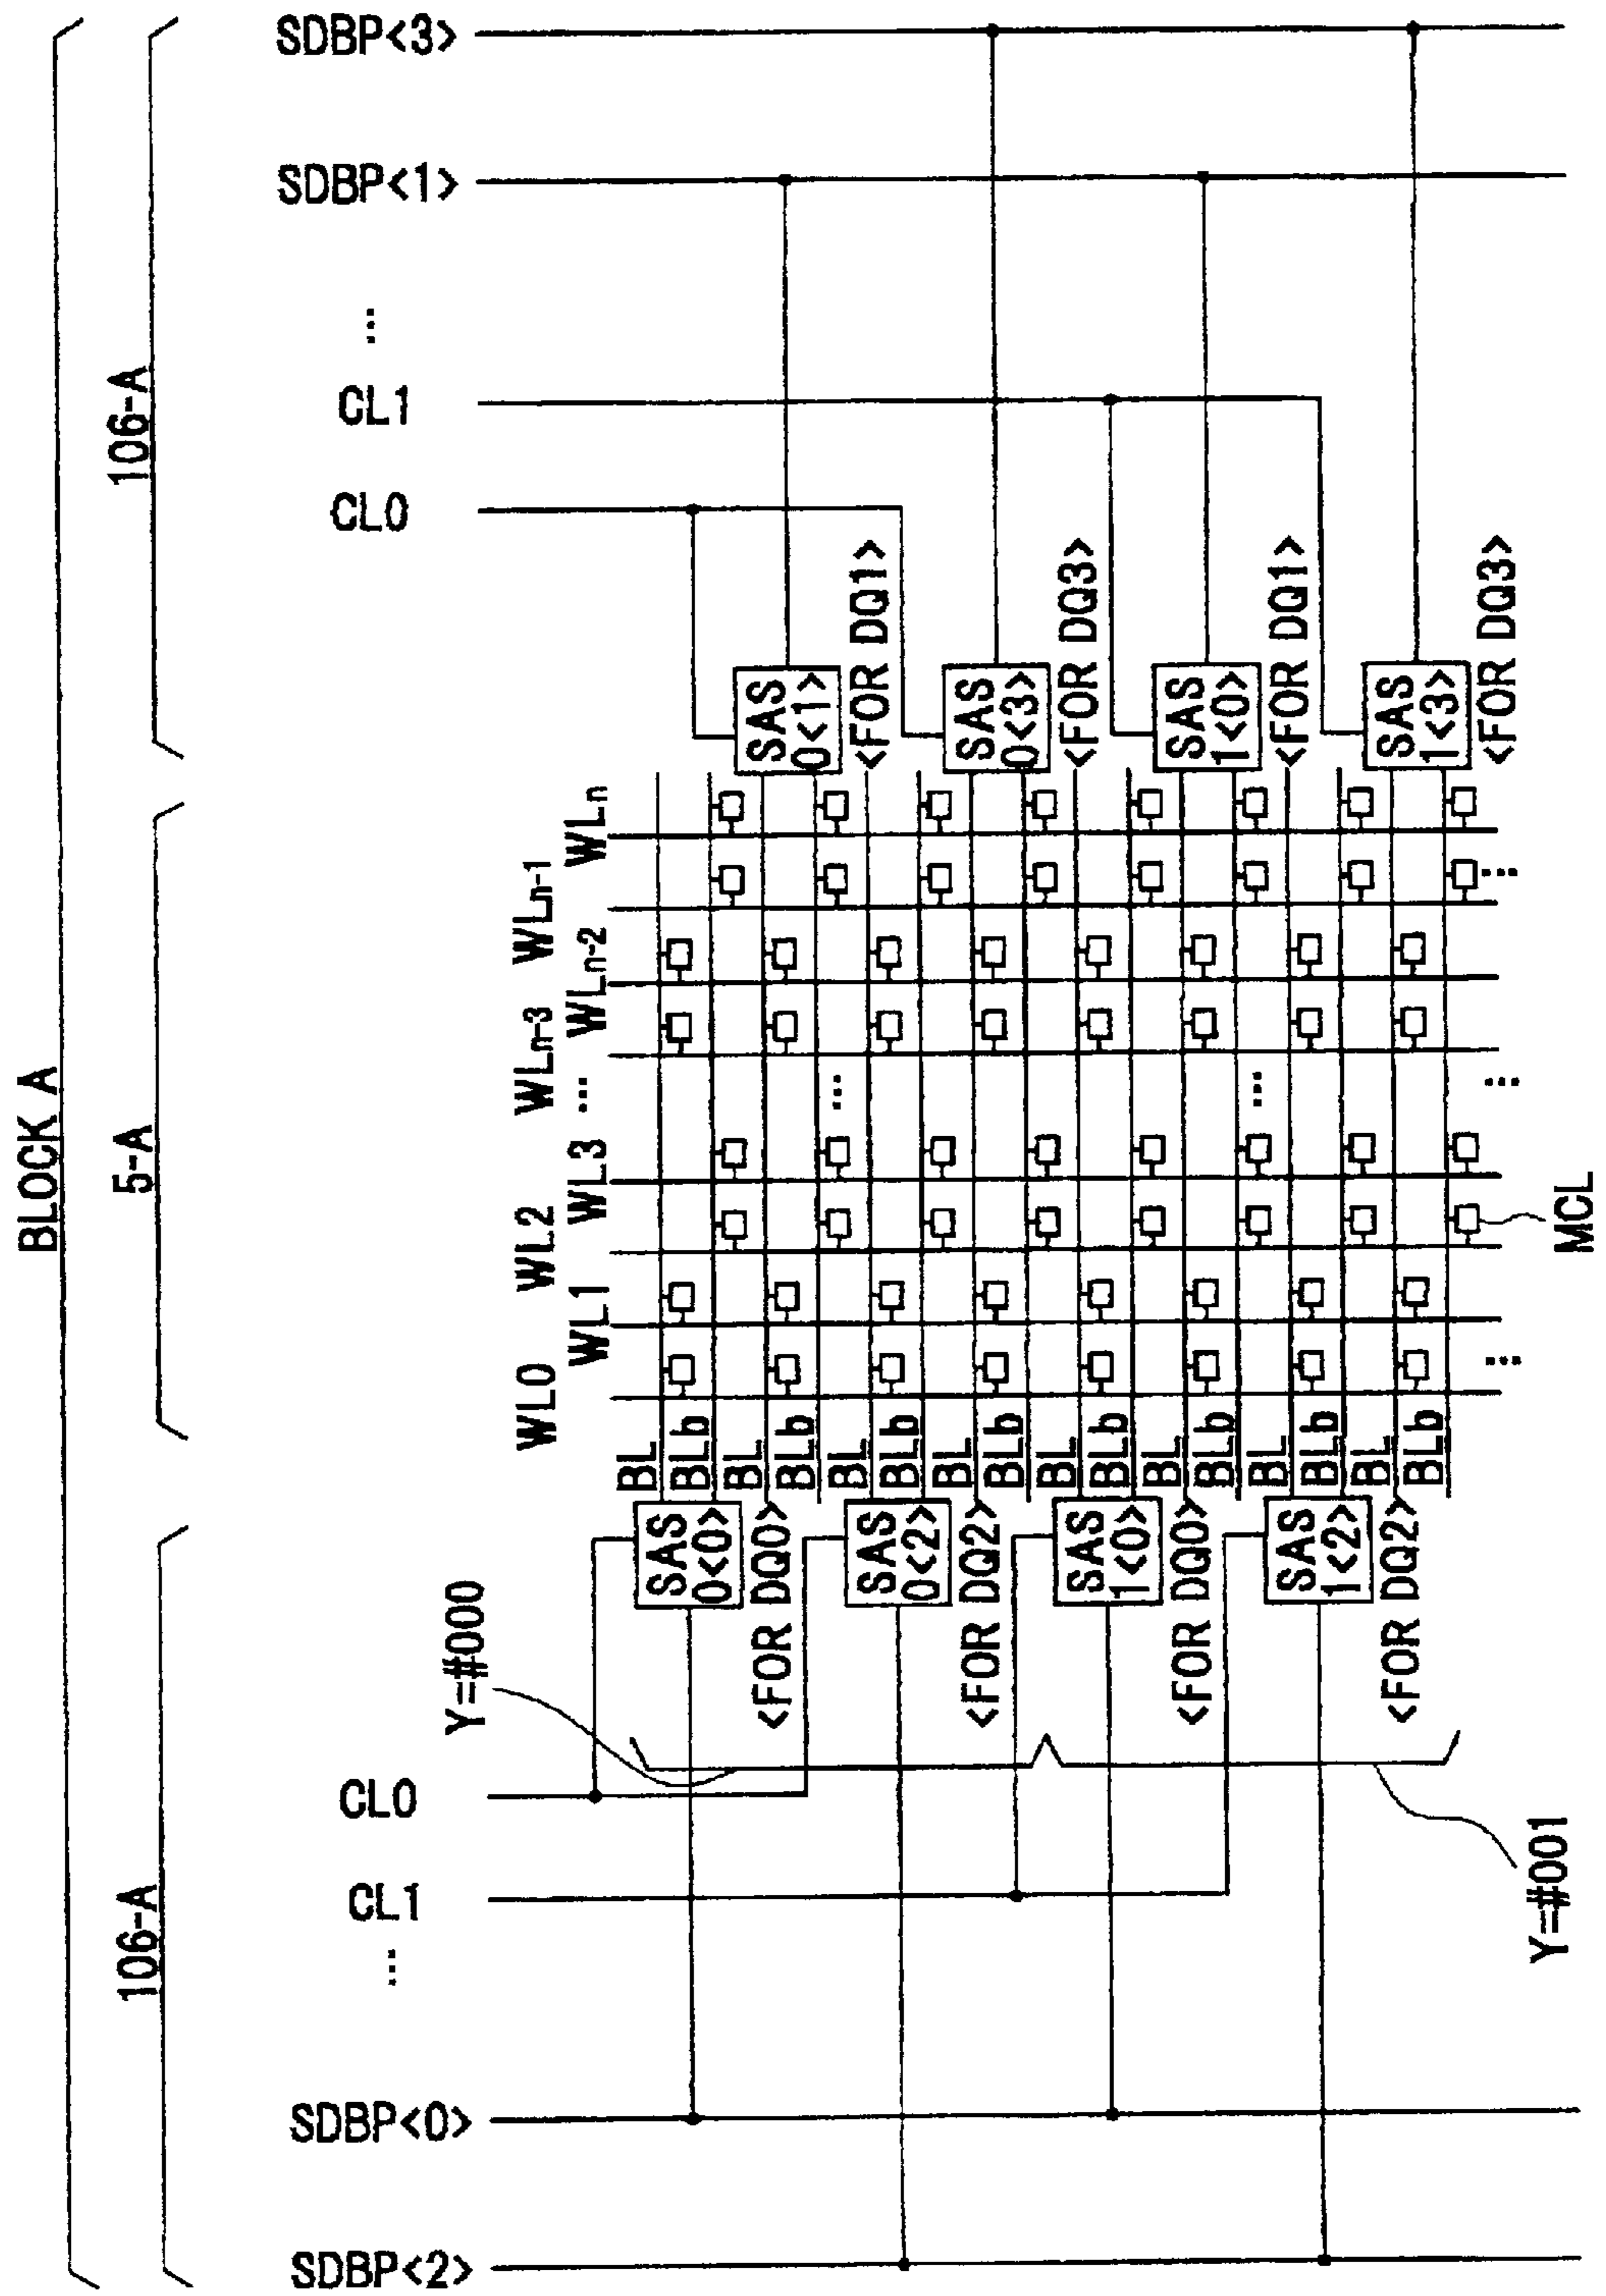 BLOCK A
106-A
5-A
106-A
SDBP<2>
SDBP<0>
...
CL1
CL0
CL0
CL1
...
SDBP<1>
SDBP<3>
Y=#000
Y=#001
WL0
WL1
WL2
WL3
...
WLn-3
WLn-2
WLn-1
WLn
SAS
0<0>
<FOR DQ0>
SAS
0<2>
<FOR DQ2>
SAS
1<0>
<FOR DQ0>
SAS
1<2>
<FOR DQ2>
BL
BLb
BL
BLb
BL
BLb
BL
BLb
BL
BLb
BL
BLb
BL
BLb
BL
BLb
...
...
...
...
...
SAS
0<1>
<FOR DQ1>
SAS
0<3>
<FOR DQ3>
SAS
1<0>
<FOR DQ1>
SAS
1<3>
<FOR DQ3>
MCL